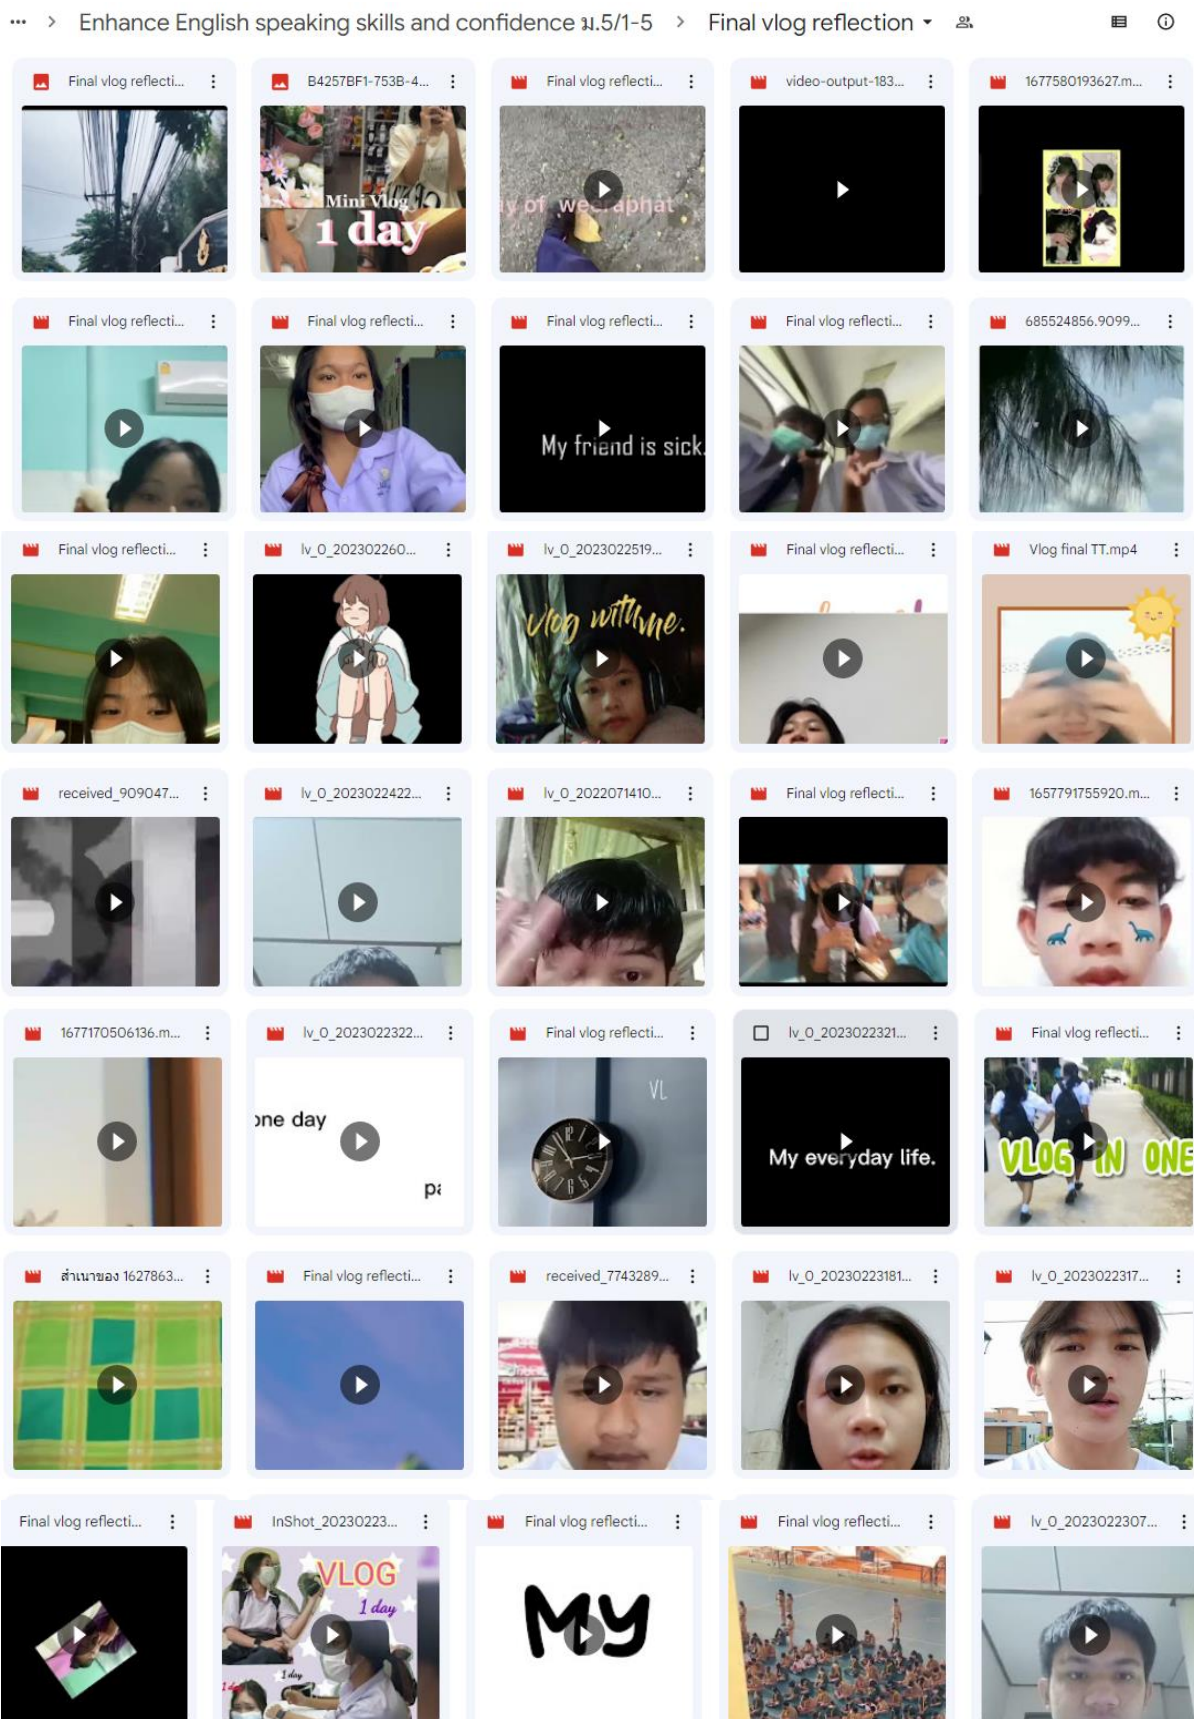 ... > Enhance English speaking skills and confidence ม.5/1-5 > Final vlog reflection
Final vlog reflecti...
B4257BF1-753B-4...
Final vlog reflecti...
video-output-183...
1677580193627.m...
Mini Vlog
1 day
ay of weeraphat
Final vlog reflecti...
Final vlog reflecti...
Final vlog reflecti...
Final vlog reflecti...
685524856.9099...
My friend is sick.
Final vlog reflecti...
lv_0_202302260...
lv_0_2023022519...
Final vlog reflecti...
Vlog final TT.mp4
Vlog with me.
received_909047...
lv_0_2023022422...
lv_0_2022071410...
Final vlog reflecti...
1657791755920.m...
1677170506136.m...
lv_0_2023022322...
Final vlog reflecti...
lv_0_2023022321...
Final vlog reflecti...
one day
pa
VL
My everyday life.
VLOG IN ONE
สำเนาของ 1627863...
Final vlog reflecti...
received_7743289...
lv_0_20230223181...
lv_0_2023022317...
Final vlog reflecti...
InShot_20230223...
Final vlog reflecti...
Final vlog reflecti...
lv_0_2023022307...
VLOG
1 day
1 day
My